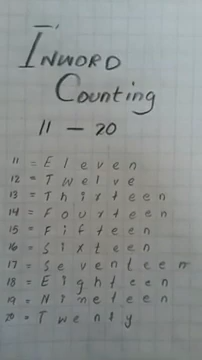 INWORD
Counting
11 - 20
11 = Eleven
12 = Twelve
13 = Thirteen
14 = Fourteen
15 = Fifteen
16 = Sixteen
17 = Seventeen
18 = Eighteen
19 = Nineteen
20 = Twenty